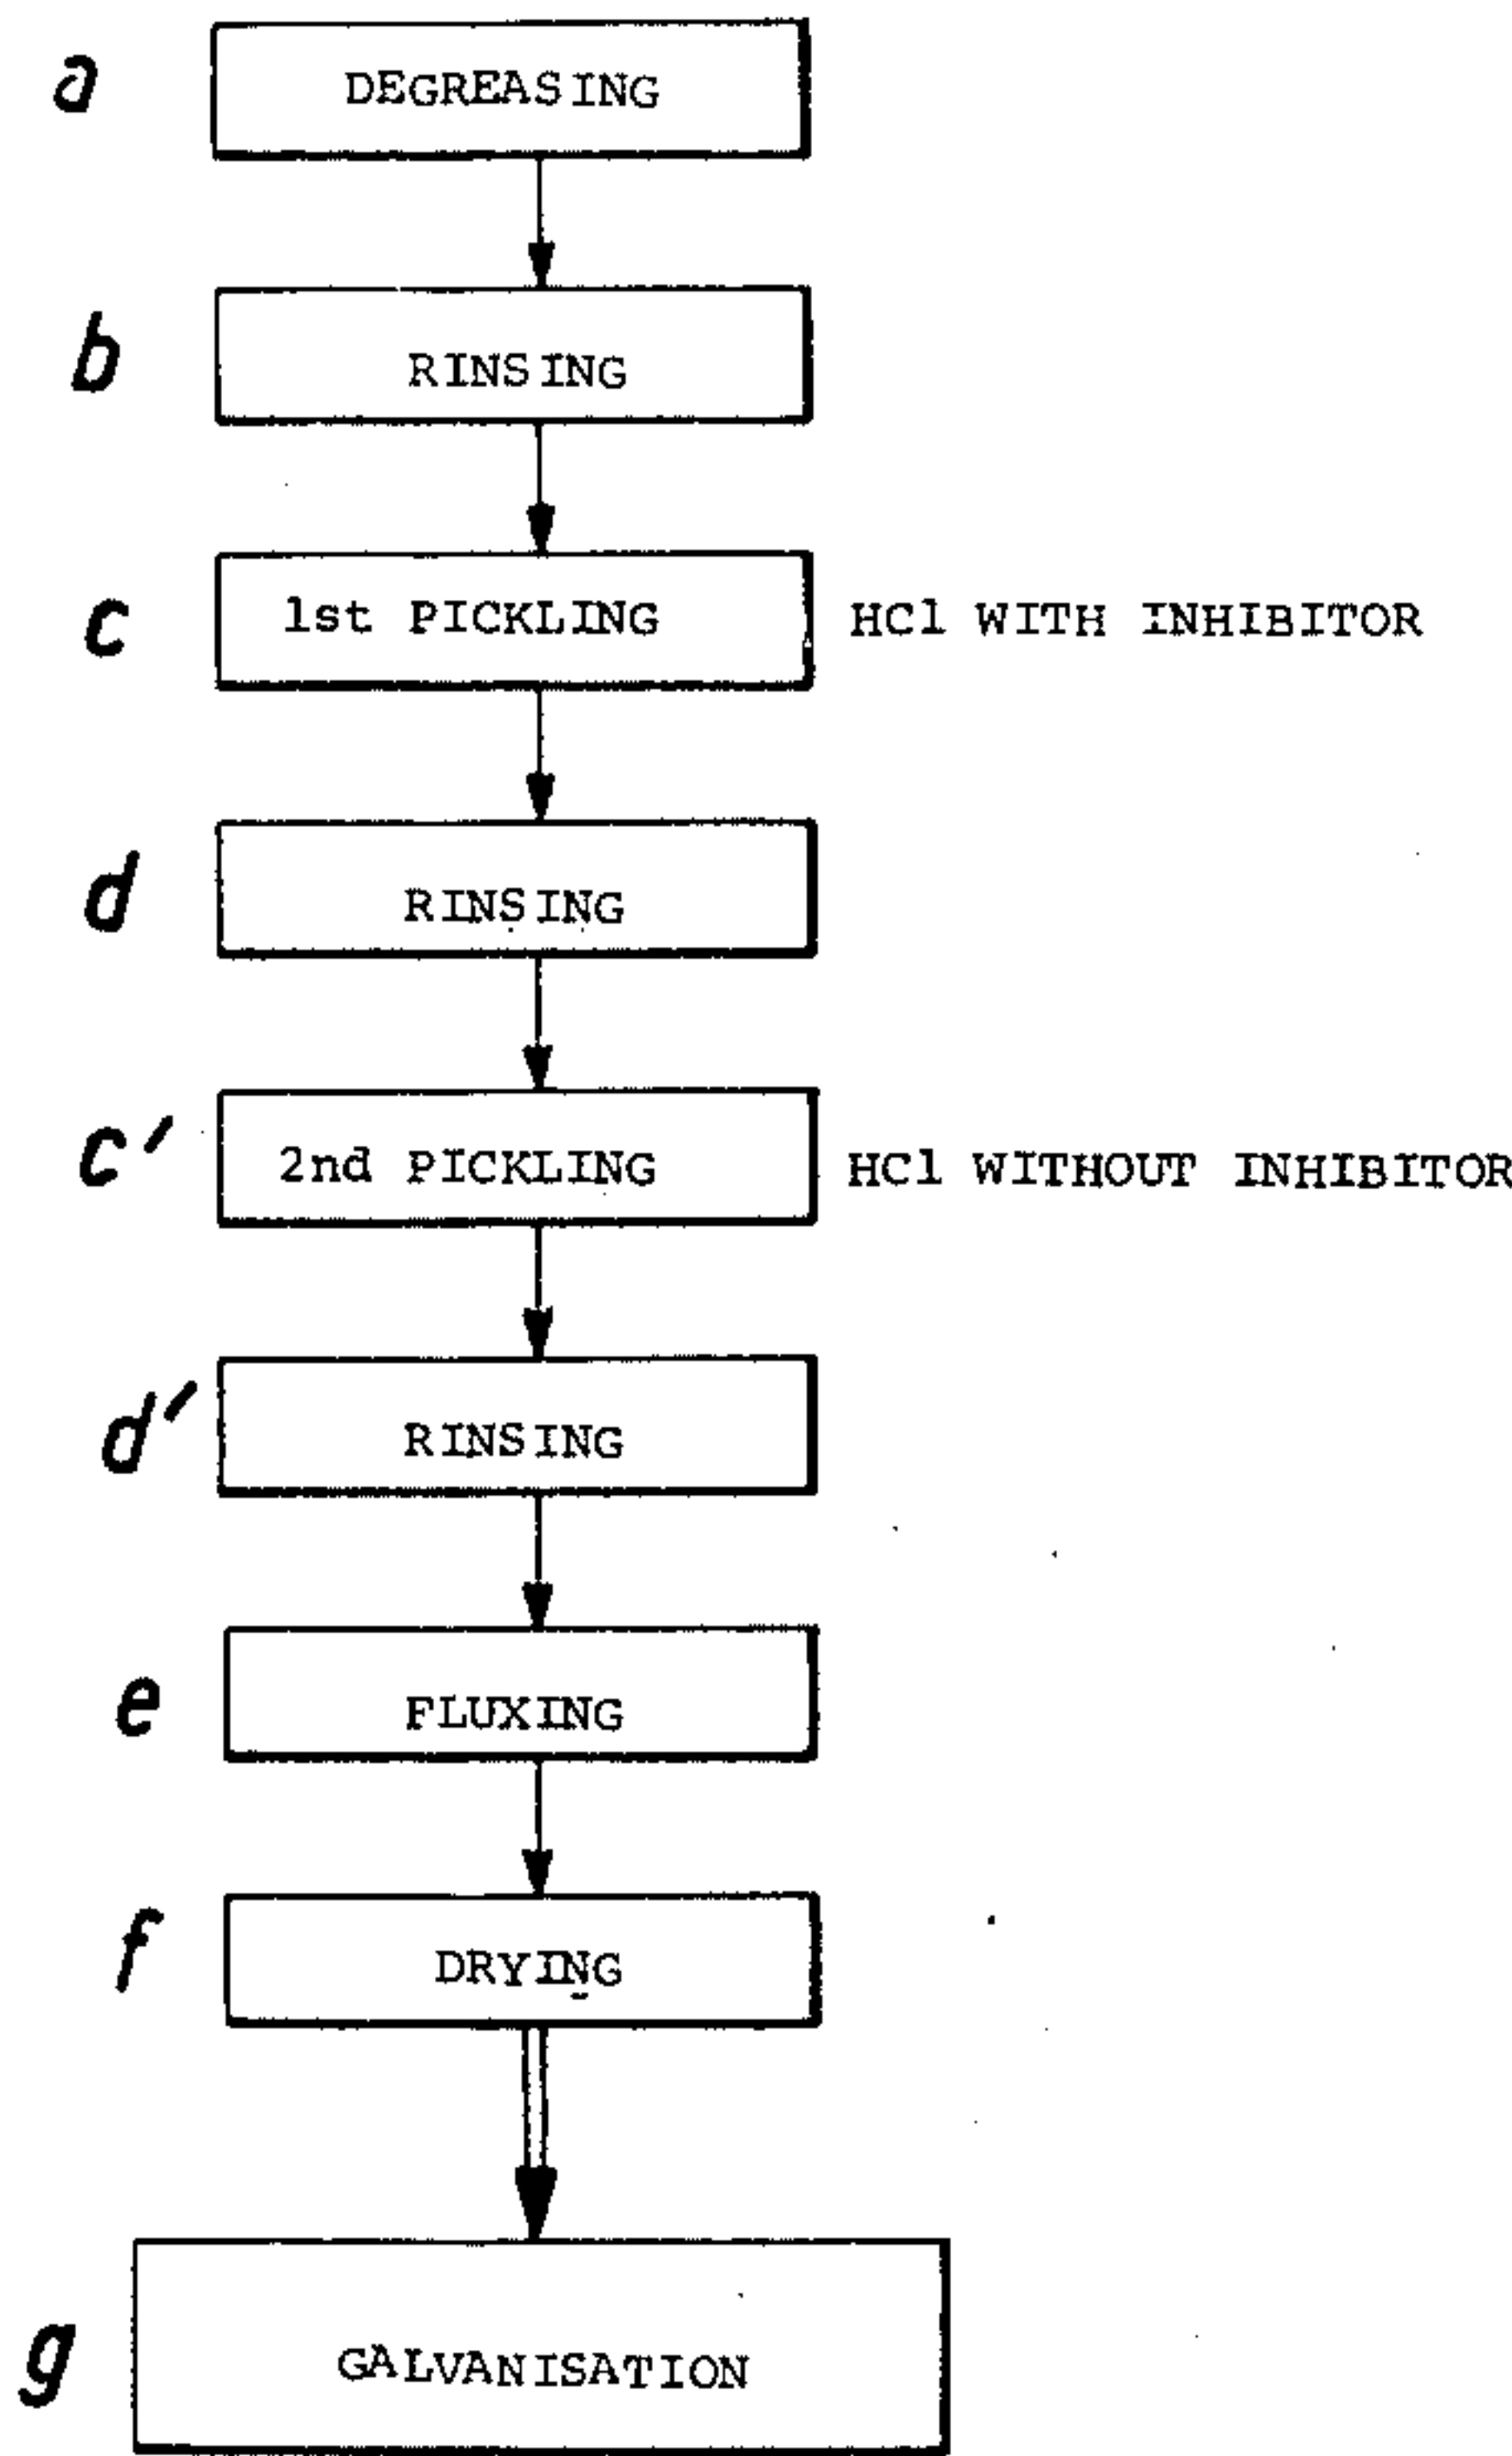 a DEGREASING
b RINSING
c 1st PICKLING HCl WITH INHIBITOR
d RINSING
c' 2nd PICKLING HCl WITHOUT INHIBITOR
d' RINSING
e FLUXING
f DRYING
g GALVANISATION